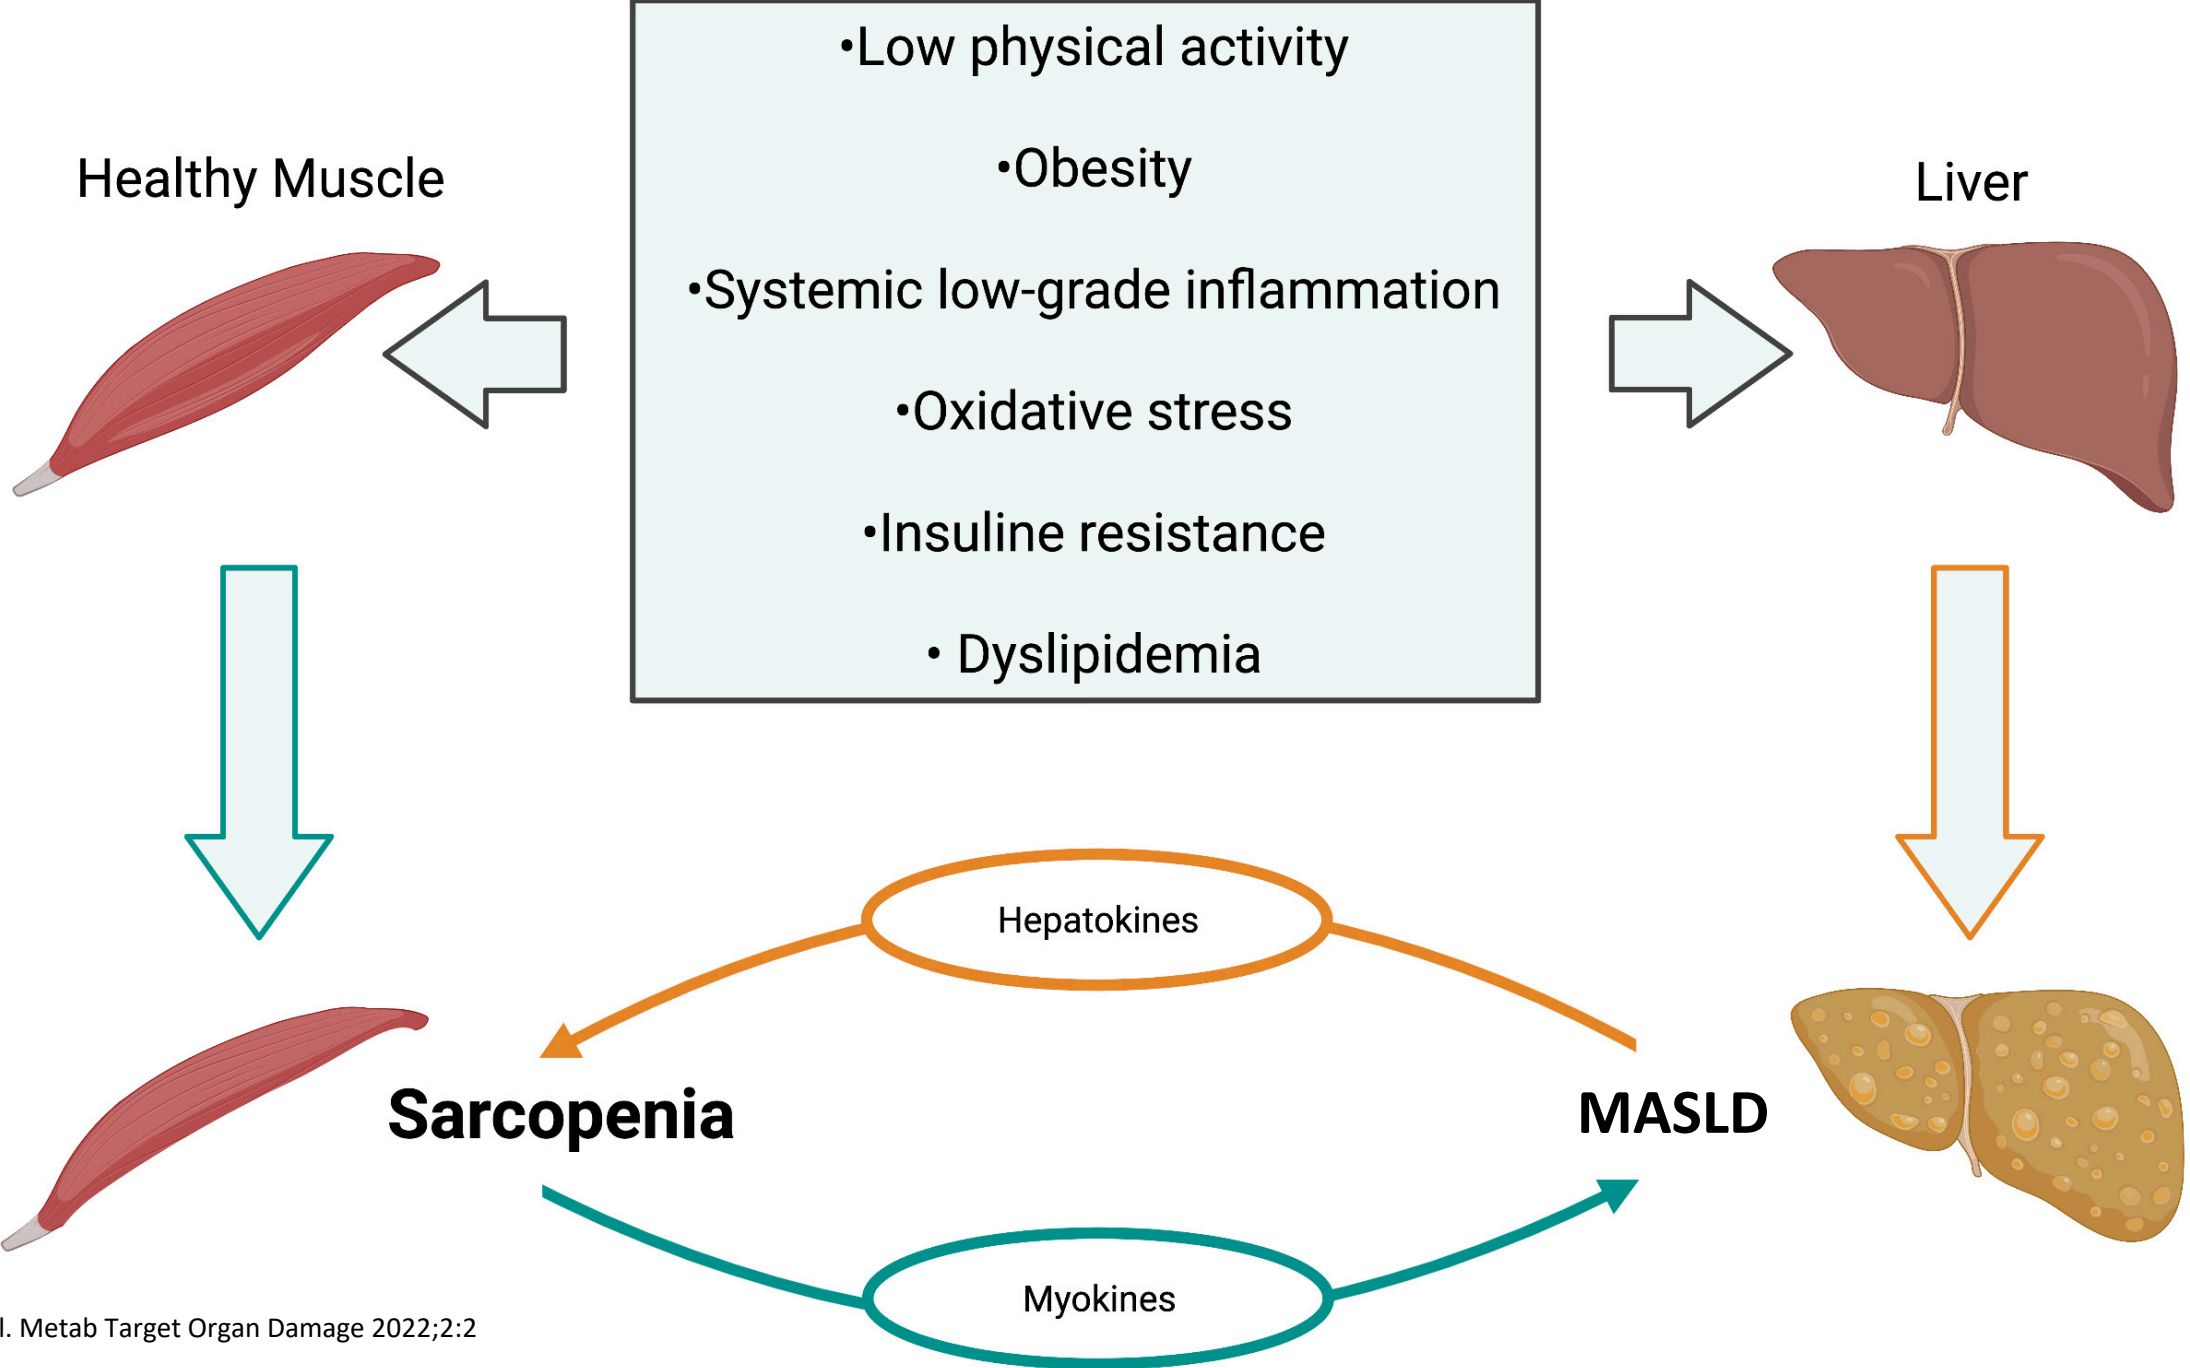 •Low physical activity
•Obesity
Healthy Muscle
Liver
•Systemic low-grade inflammation
•Oxidative stress
•Insuline resistance
• Dyslipidemia
Hepatokines
Sarcopenia
MASLD
Myokines
l. Metab Target Organ Damage 2022;2:2